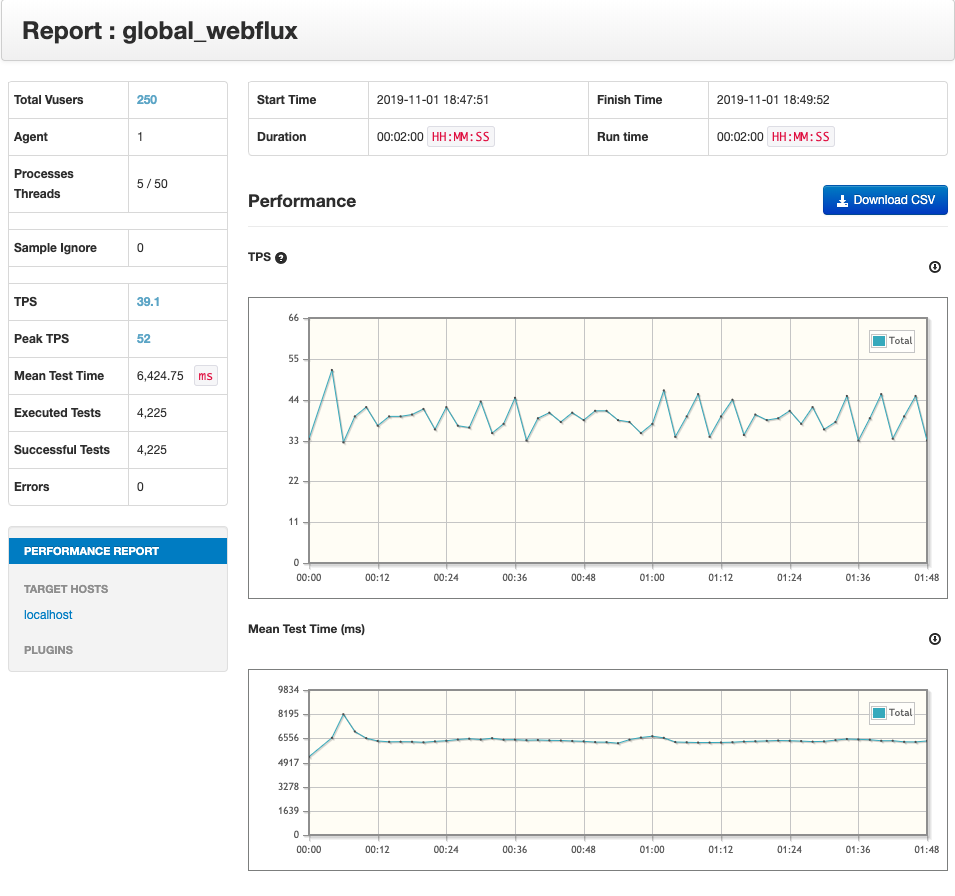 Report : global_webflux
Total Vusers 250
Agent 1
Processes
Threads
5 / 50
Sample Ignore 0
TPS 39.1
Peak TPS 52
Mean Test Time 6,424.75 ms
Executed Tests 4,225
Successful Tests 4,225
Errors 0
PERFORMANCE REPORT
TARGET HOSTS
localhost
PLUGINS
Start Time 2019-11-01 18:47:51 Finish Time 2019-11-01 18:49:52
Duration 00:02:00 HH:MM:SS Run time 00:02:00 HH:MM:SS
Performance
Download CSV
TPS ?
66
55
44
33
22
11
0
Total
00:00 00:12 00:24 00:36 00:48 01:00 01:12 01:24 01:36 01:48
Mean Test Time (ms)
9834
8195
6556
4917
3278
1639
0
Total
00:00 00:12 00:24 00:36 00:48 01:00 01:12 01:24 01:36 01:48